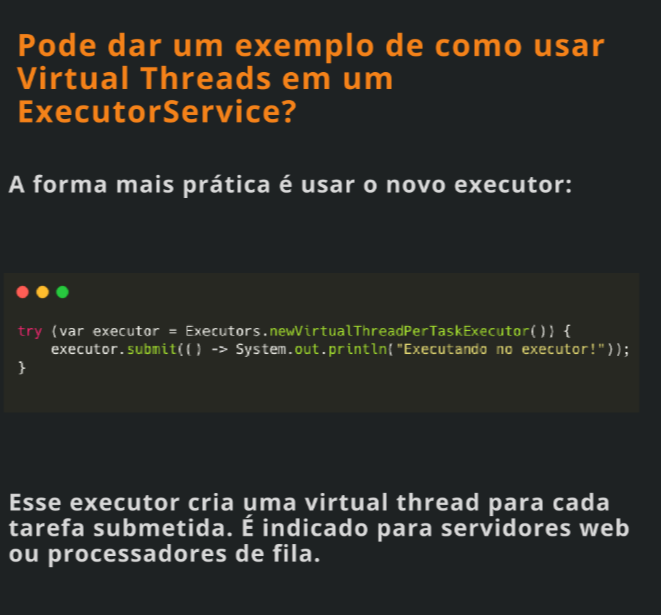 Pode dar um exemplo de como usar
Virtual Threads em um
ExecutorService?
A forma mais prática é usar o novo executor:
try (var executor = Executors.newVirtualThreadPerTaskExecutor()) {
    executor.submit(() -> System.out.println("Executando no executor!"));
}
Esse executor cria uma virtual thread para cada
tarefa submetida. É indicado para servidores web
ou processadores de fila.